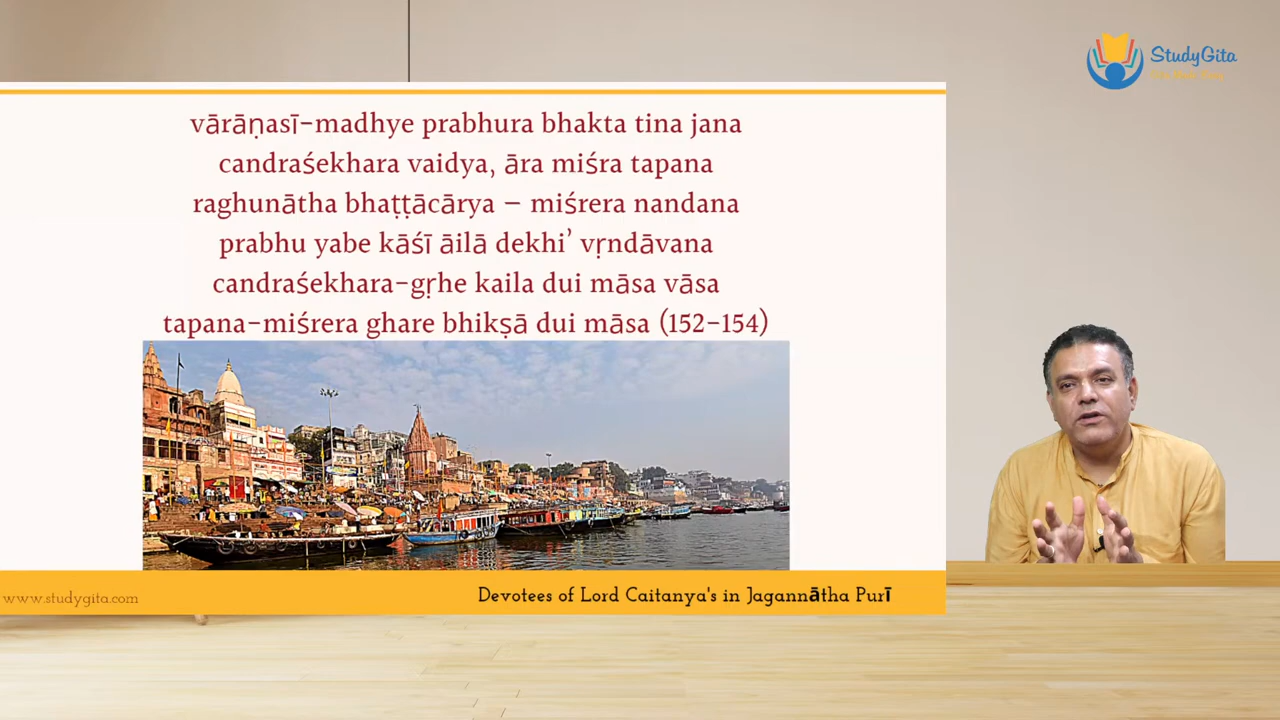 StudyGita
vārāṇasī-madhye prabhura bhakta tina jana
candraśekhara vaidya, āra miśra tapana
raghunātha bhaṭṭācārya – miśrera nandana
prabhu yabe kāśī āilā dekhi’ vṛndāvana
candraśekhara-gṛhe kaila dui māsa vāsa
tapana-miśrera ghare bhikṣā dui māsa (152-154)
www.studygita.com
Devotees of Lord Caitanya's in Jagannātha Purī